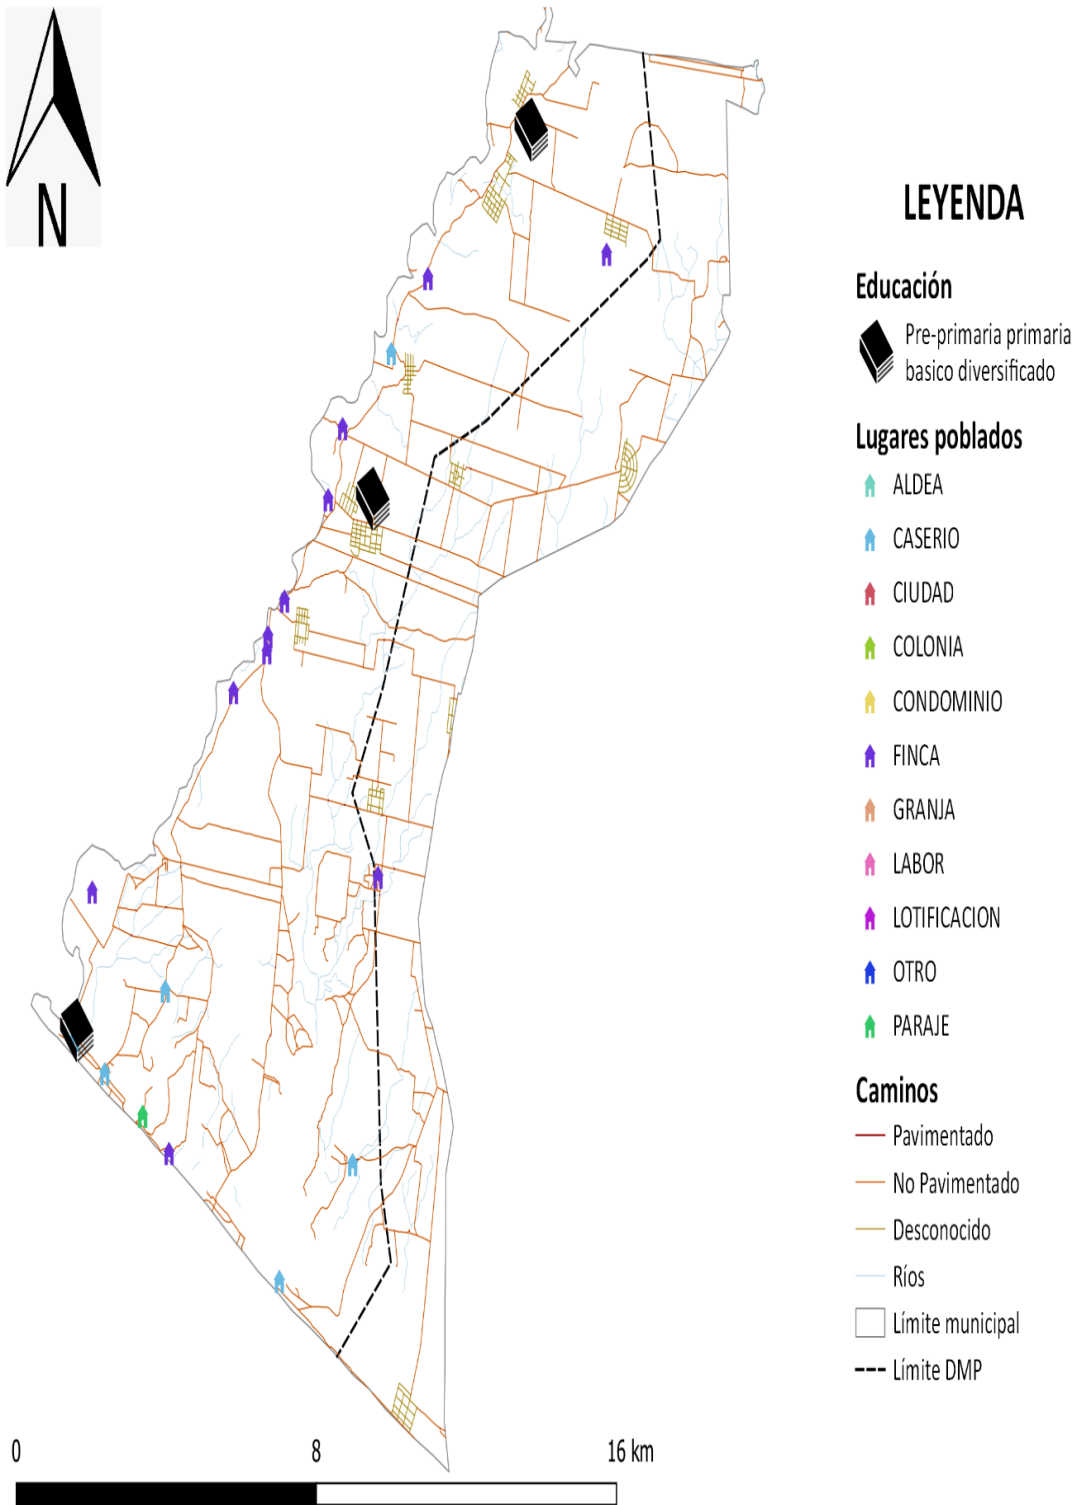 N
LEYENDA
Educación
Pre-primaria primaria
basico diversificado
Lugares poblados
ALDEA
CASERIO
CIUDAD
COLONIA
CONDOMINIO
FINCA
GRANJA
LABOR
LOTIFICACION
OTRO
PARAJE
Caminos
Pavimentado
No Pavimentado
Desconocido
Ríos
Límite municipal
Límite DMP
0 8 16 km